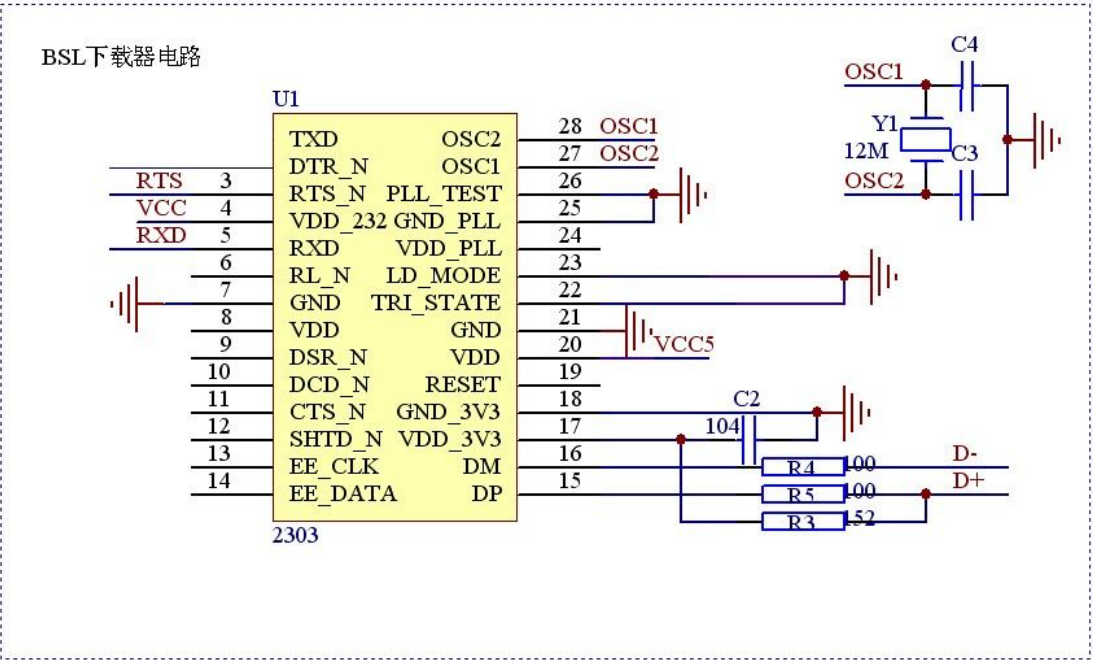 BSL下载器电路
C4
OSC1
Y1
12M
C3
OSC2
U1
TXD OSC2 28 OSC1
DTR_N OSC1 27 OSC2
RTS 3 RTS_N PLL_TEST 26
VCC 4 VDD_232 GND_PLL 25
RXD 5 RXD VDD_PLL 24
6 RL_N LD_MODE 23
7 GND TRI_STATE 22
8 VDD GND 21
9 DSR_N VDD 20 VCC5
10 DCD_N RESET 19
11 CTS_N GND_3V3 18 C2
12 SHTD_N VDD_3V3 17 104
13 EE_CLK DM 16 R4 100 D-
14 EE_DATA DP 15 R5 100 D+
R3 152
2303